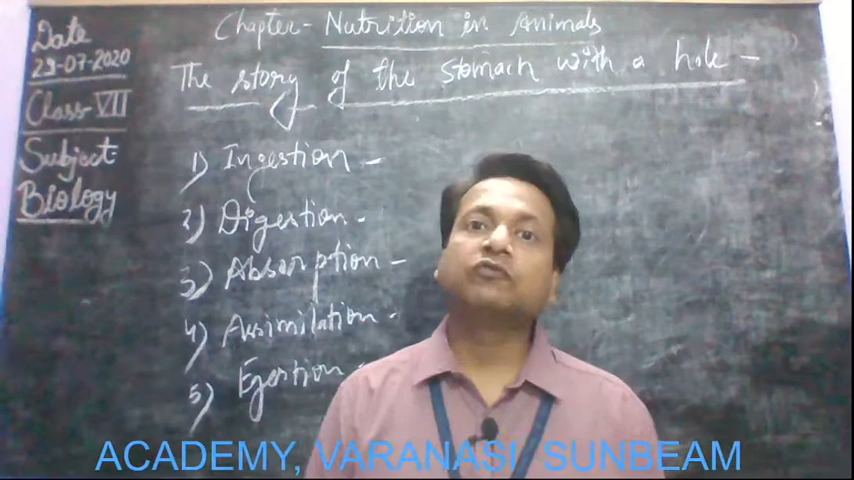 Date
29-07-2020
Class-VII
Subject-
Biology
Chapter- Nutrition in Animals
The story of the stomach with a hole -
1) Ingestion -
2) Digestion -
3) Absorption -
4) Assimilation -
5) Egestion -
ACADEMY, VARANASI, SUNBEAM